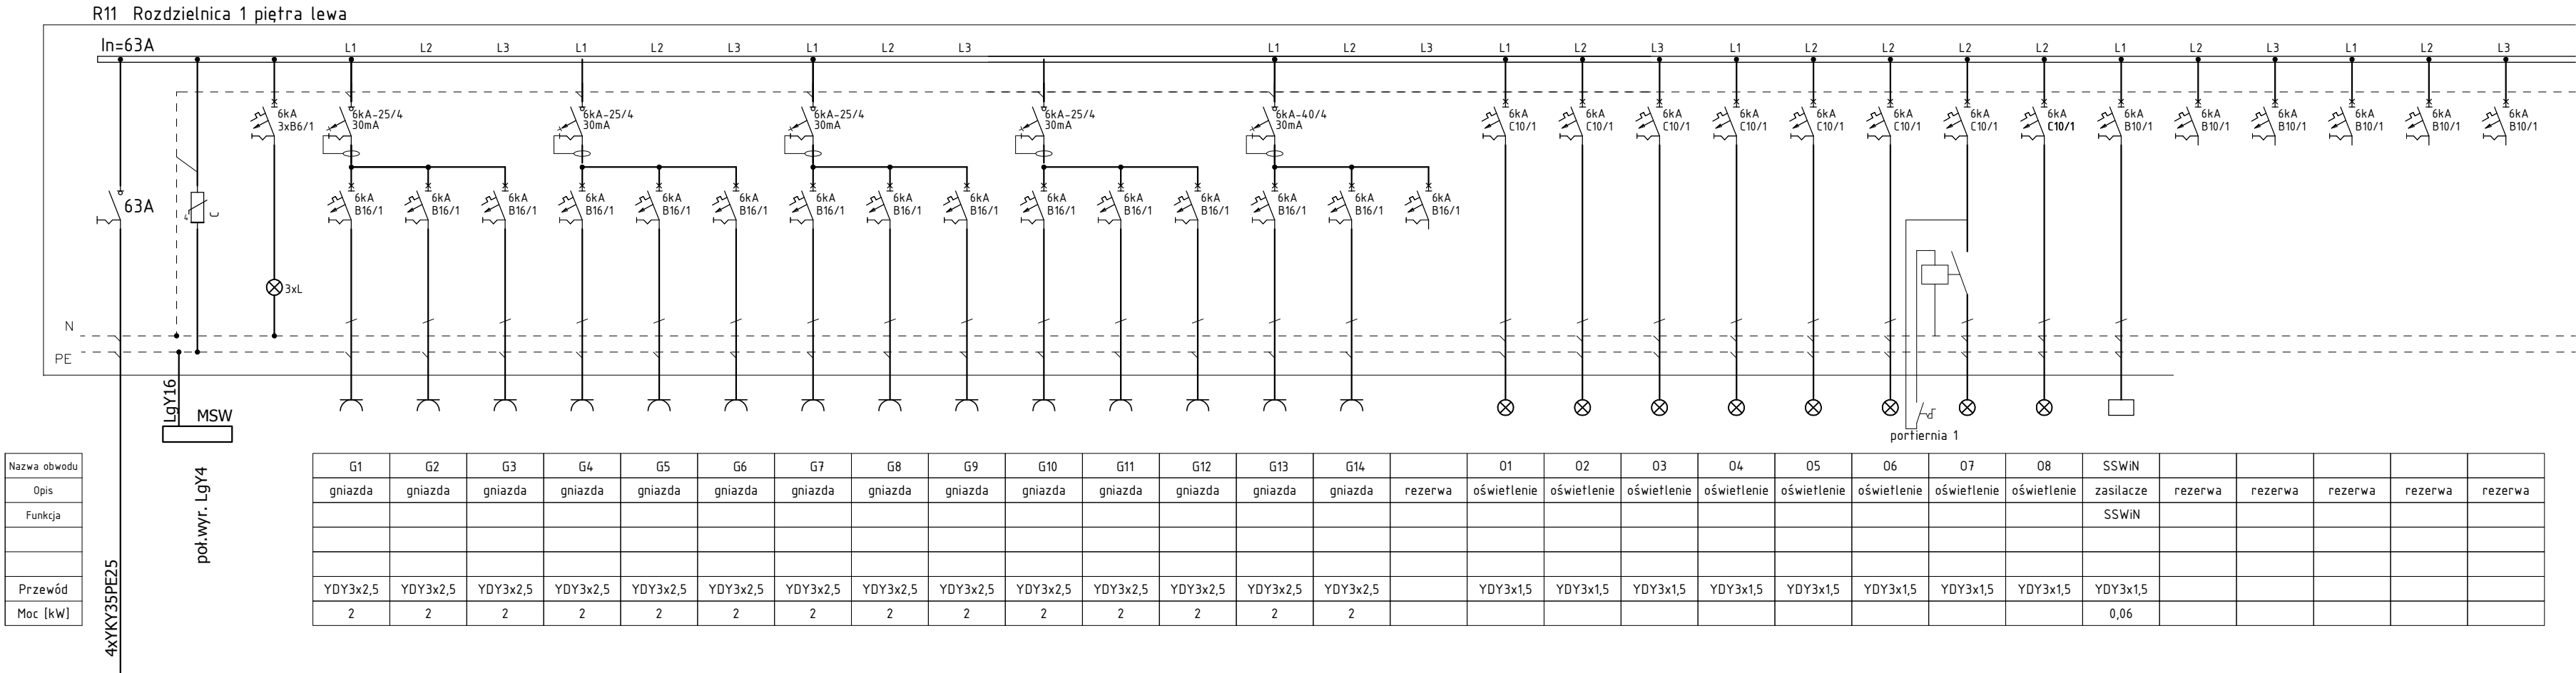 R11 Rozdzielnica 1 piętra lewa
In=63A
L1 L2 L3 L1 L2 L3 L1 L2 L3 L1 L2 L3 L1 L2 L3 L1 L2 L2 L2 L2 L1 L2 L3 L1 L2 L3
6kA 6kA-25/4 6kA-25/4 6kA-25/4 6kA-25/4 6kA-40/4 6kA 6kA 6kA 6kA 6kA 6kA 6kA 6kA 6kA 6kA 6kA 6kA 6kA 6kA
3xB6/1 30mA 30mA 30mA 30mA 30mA C10/1 C10/1 C10/1 C10/1 C10/1 C10/1 C10/1 C10/1 B10/1 B10/1 B10/1 B10/1 B10/1 B10/1
6kA 6kA 6kA 6kA 6kA 6kA 6kA 6kA 6kA 6kA 6kA 6kA 6kA 6kA 6kA
63A C B16/1 B16/1 B16/1 B16/1 B16/1 B16/1 B16/1 B16/1 B16/1 B16/1 B16/1 B16/1 B16/1 B16/1 B16/1
4
3xL
N
PE
LgY16
MSW
portiernia 1
poł.wyr. LgY4
4xYKY35PE25
Nazwa obwodu G1 G2 G3 G4 G5 G6 G7 G8 G9 G10 G11 G12 G13 G14 O1 O2 O3 O4 O5 O6 O7 O8 SSWiN
Opis gniazda gniazda gniazda gniazda gniazda gniazda gniazda gniazda gniazda gniazda gniazda gniazda gniazda gniazda rezerwa oświetlenie oświetlenie oświetlenie oświetlenie oświetlenie oświetlenie oświetlenie oświetlenie zasilacze rezerwa rezerwa rezerwa rezerwa rezerwa
Funkcja SSWiN
Przewód YDY3x2,5 YDY3x2,5 YDY3x2,5 YDY3x2,5 YDY3x2,5 YDY3x2,5 YDY3x2,5 YDY3x2,5 YDY3x2,5 YDY3x2,5 YDY3x2,5 YDY3x2,5 YDY3x2,5 YDY3x2,5 YDY3x1,5 YDY3x1,5 YDY3x1,5 YDY3x1,5 YDY3x1,5 YDY3x1,5 YDY3x1,5 YDY3x1,5 YDY3x1,5
Moc [kW] 2 2 2 2 2 2 2 2 2 2 2 2 2 2 0,06